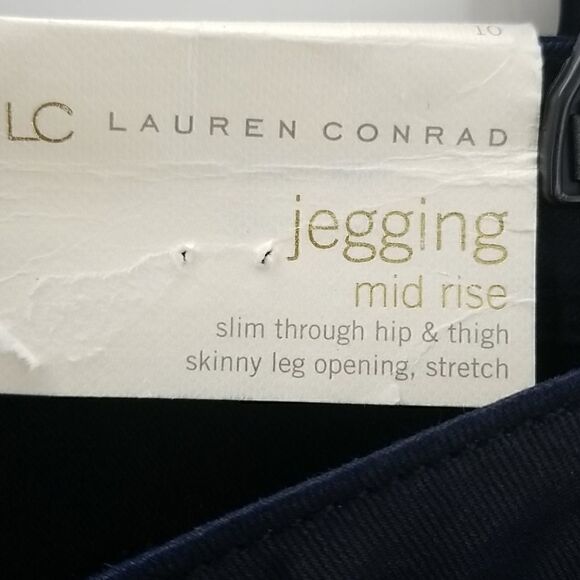 10
LC LAUREN CONRAD
jegging
mid rise
slim through hip & thigh
skinny leg opening, stretch